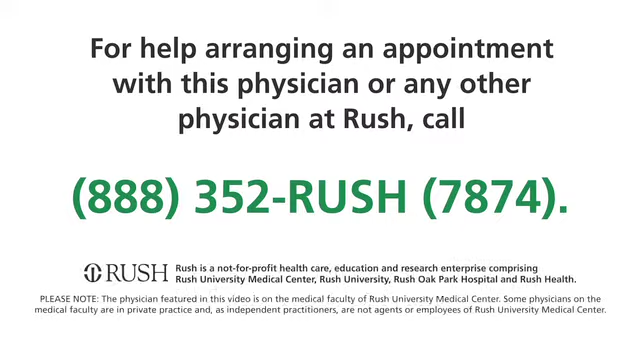 For help arranging an appointment
with this physician or any other
physician at Rush, call
(888) 352-RUSH (7874).
RUSH Rush is a not-for-profit health care, education and research enterprise comprising
Rush University Medical Center, Rush University, Rush Oak Park Hospital and Rush Health.
PLEASE NOTE: The physician featured in this video is on the medical faculty of Rush University Medical Center. Some physicians on the
medical faculty are in private practice and, as independent practitioners, are not agents or employees of Rush University Medical Center.